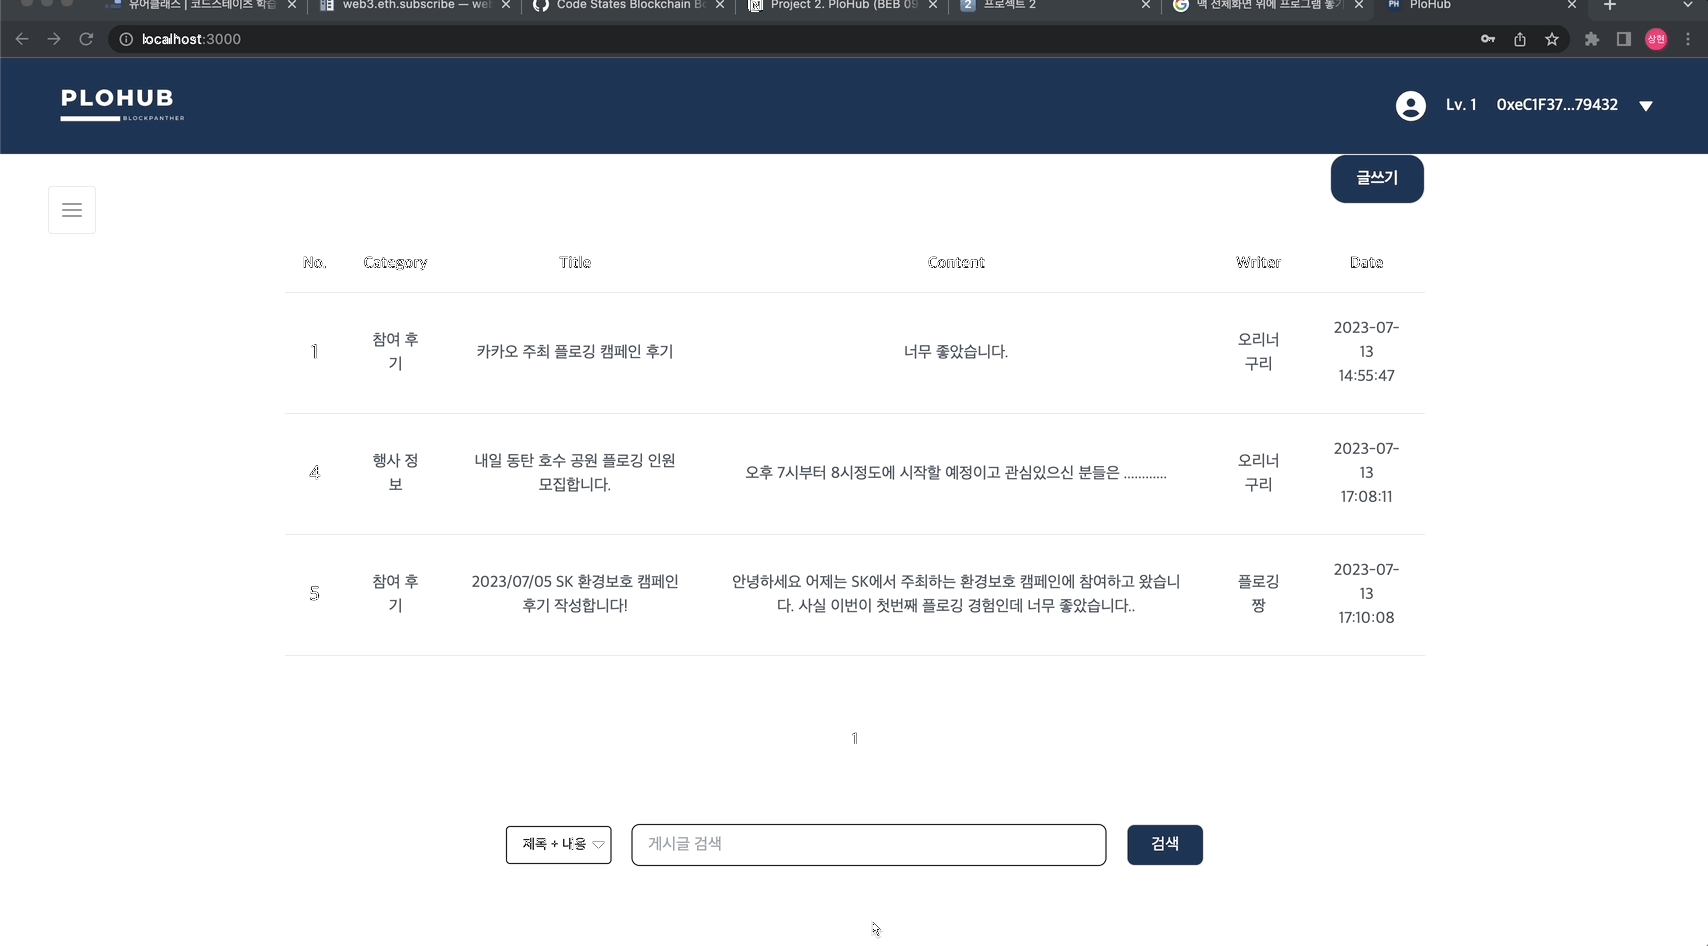 유어클래스 | 코드스테이츠 학습
web3.eth.subscribe — we
Code States Blockchain B
Project 2. PloHub (BEB 09
2 프로젝트 2
맥 전체화면 위에 프로그램 놓기
PH PloHub
localhost:3000
상현
PLOHUB
BLOCKPANTHER
Lv. 1 0xeC1F37...79432
글쓰기
No. Category Title Content Writer Date
1
참여 후
기
카카오 주최 플로깅 캠페인 후기
너무 좋았습니다.
오리너
구리
2023-07-
13
14:55:47
4
행사 정
보
내일 동탄 호수 공원 플로깅 인원
모집합니다.
오후 7시부터 8시정도에 시작할 예정이고 관심있으신 분들은 ............
오리너
구리
2023-07-
13
17:08:11
5
참여 후
기
2023/07/05 SK 환경보호 캠페인
후기 작성합니다!
안녕하세요 어제는 SK에서 주최하는 환경보호 캠페인에 참여하고 왔습니
다. 사실 이번이 첫번째 플로깅 경험인데 너무 좋았습니다..
플로깅
짱
2023-07-
13
17:10:08
1
제목 + 내용
게시글 검색
검색